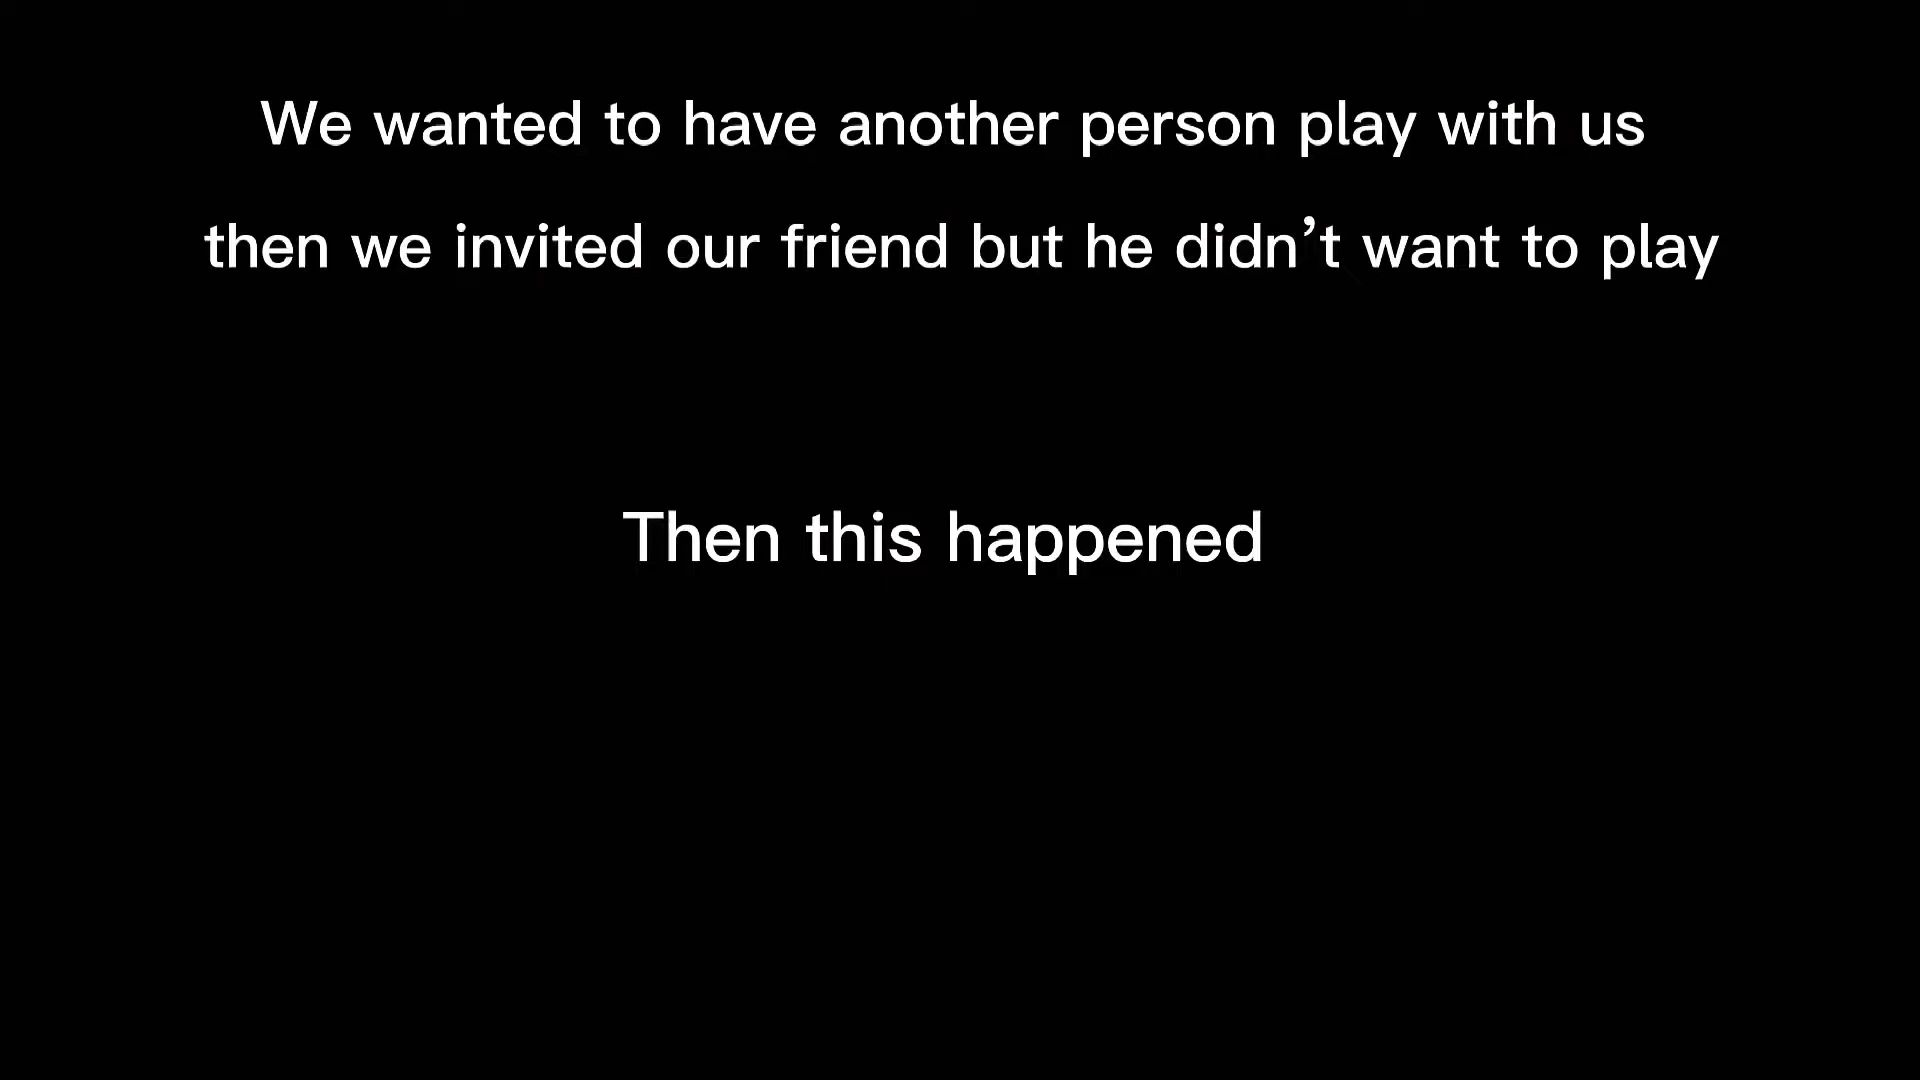 We wanted to have another person play with us
then we invited our friend but he didn’t want to play
Then this happened